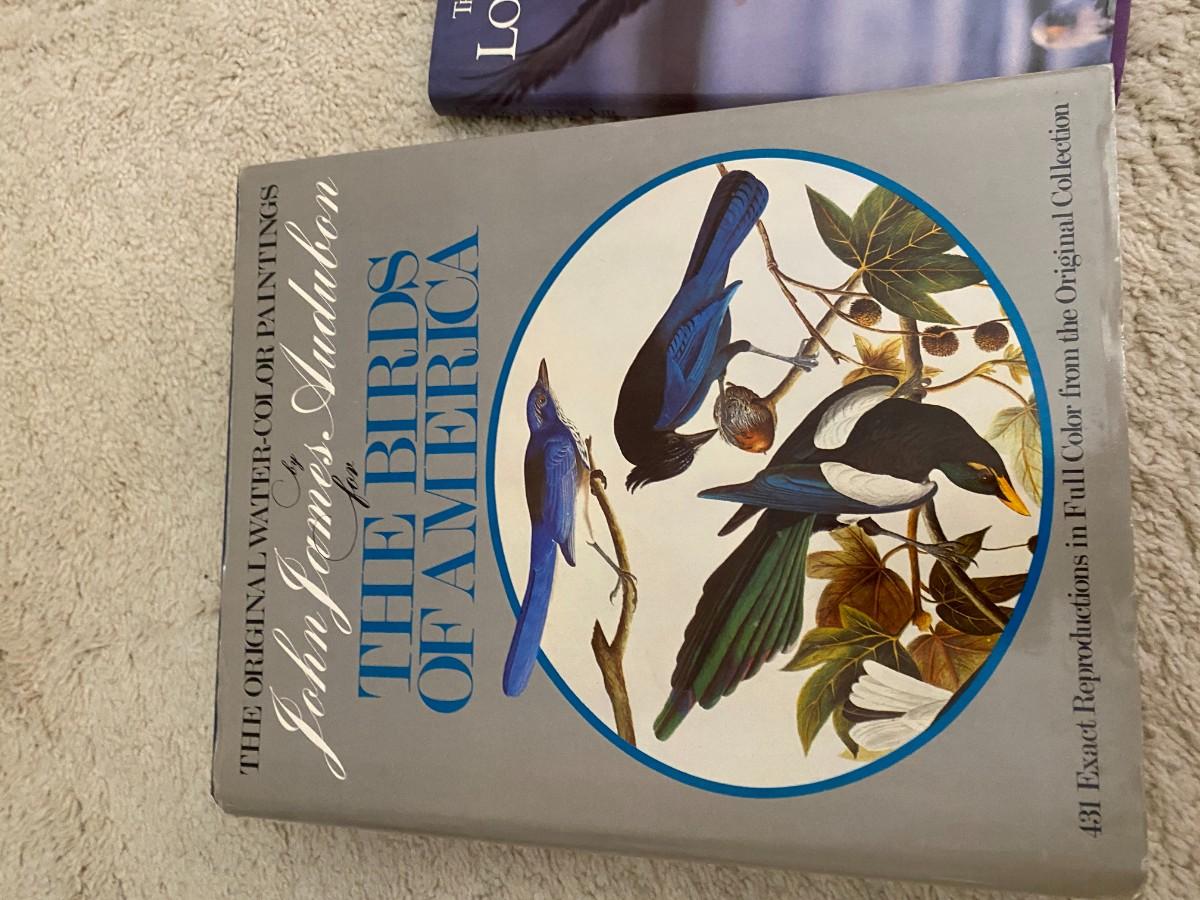 THE ORIGINAL WATER-COLOR PAINTINGS
by
John James Audubon
for
THE BIRDS
OF AMERICA
431 Exact Reproductions in Full Color from the Original Collection